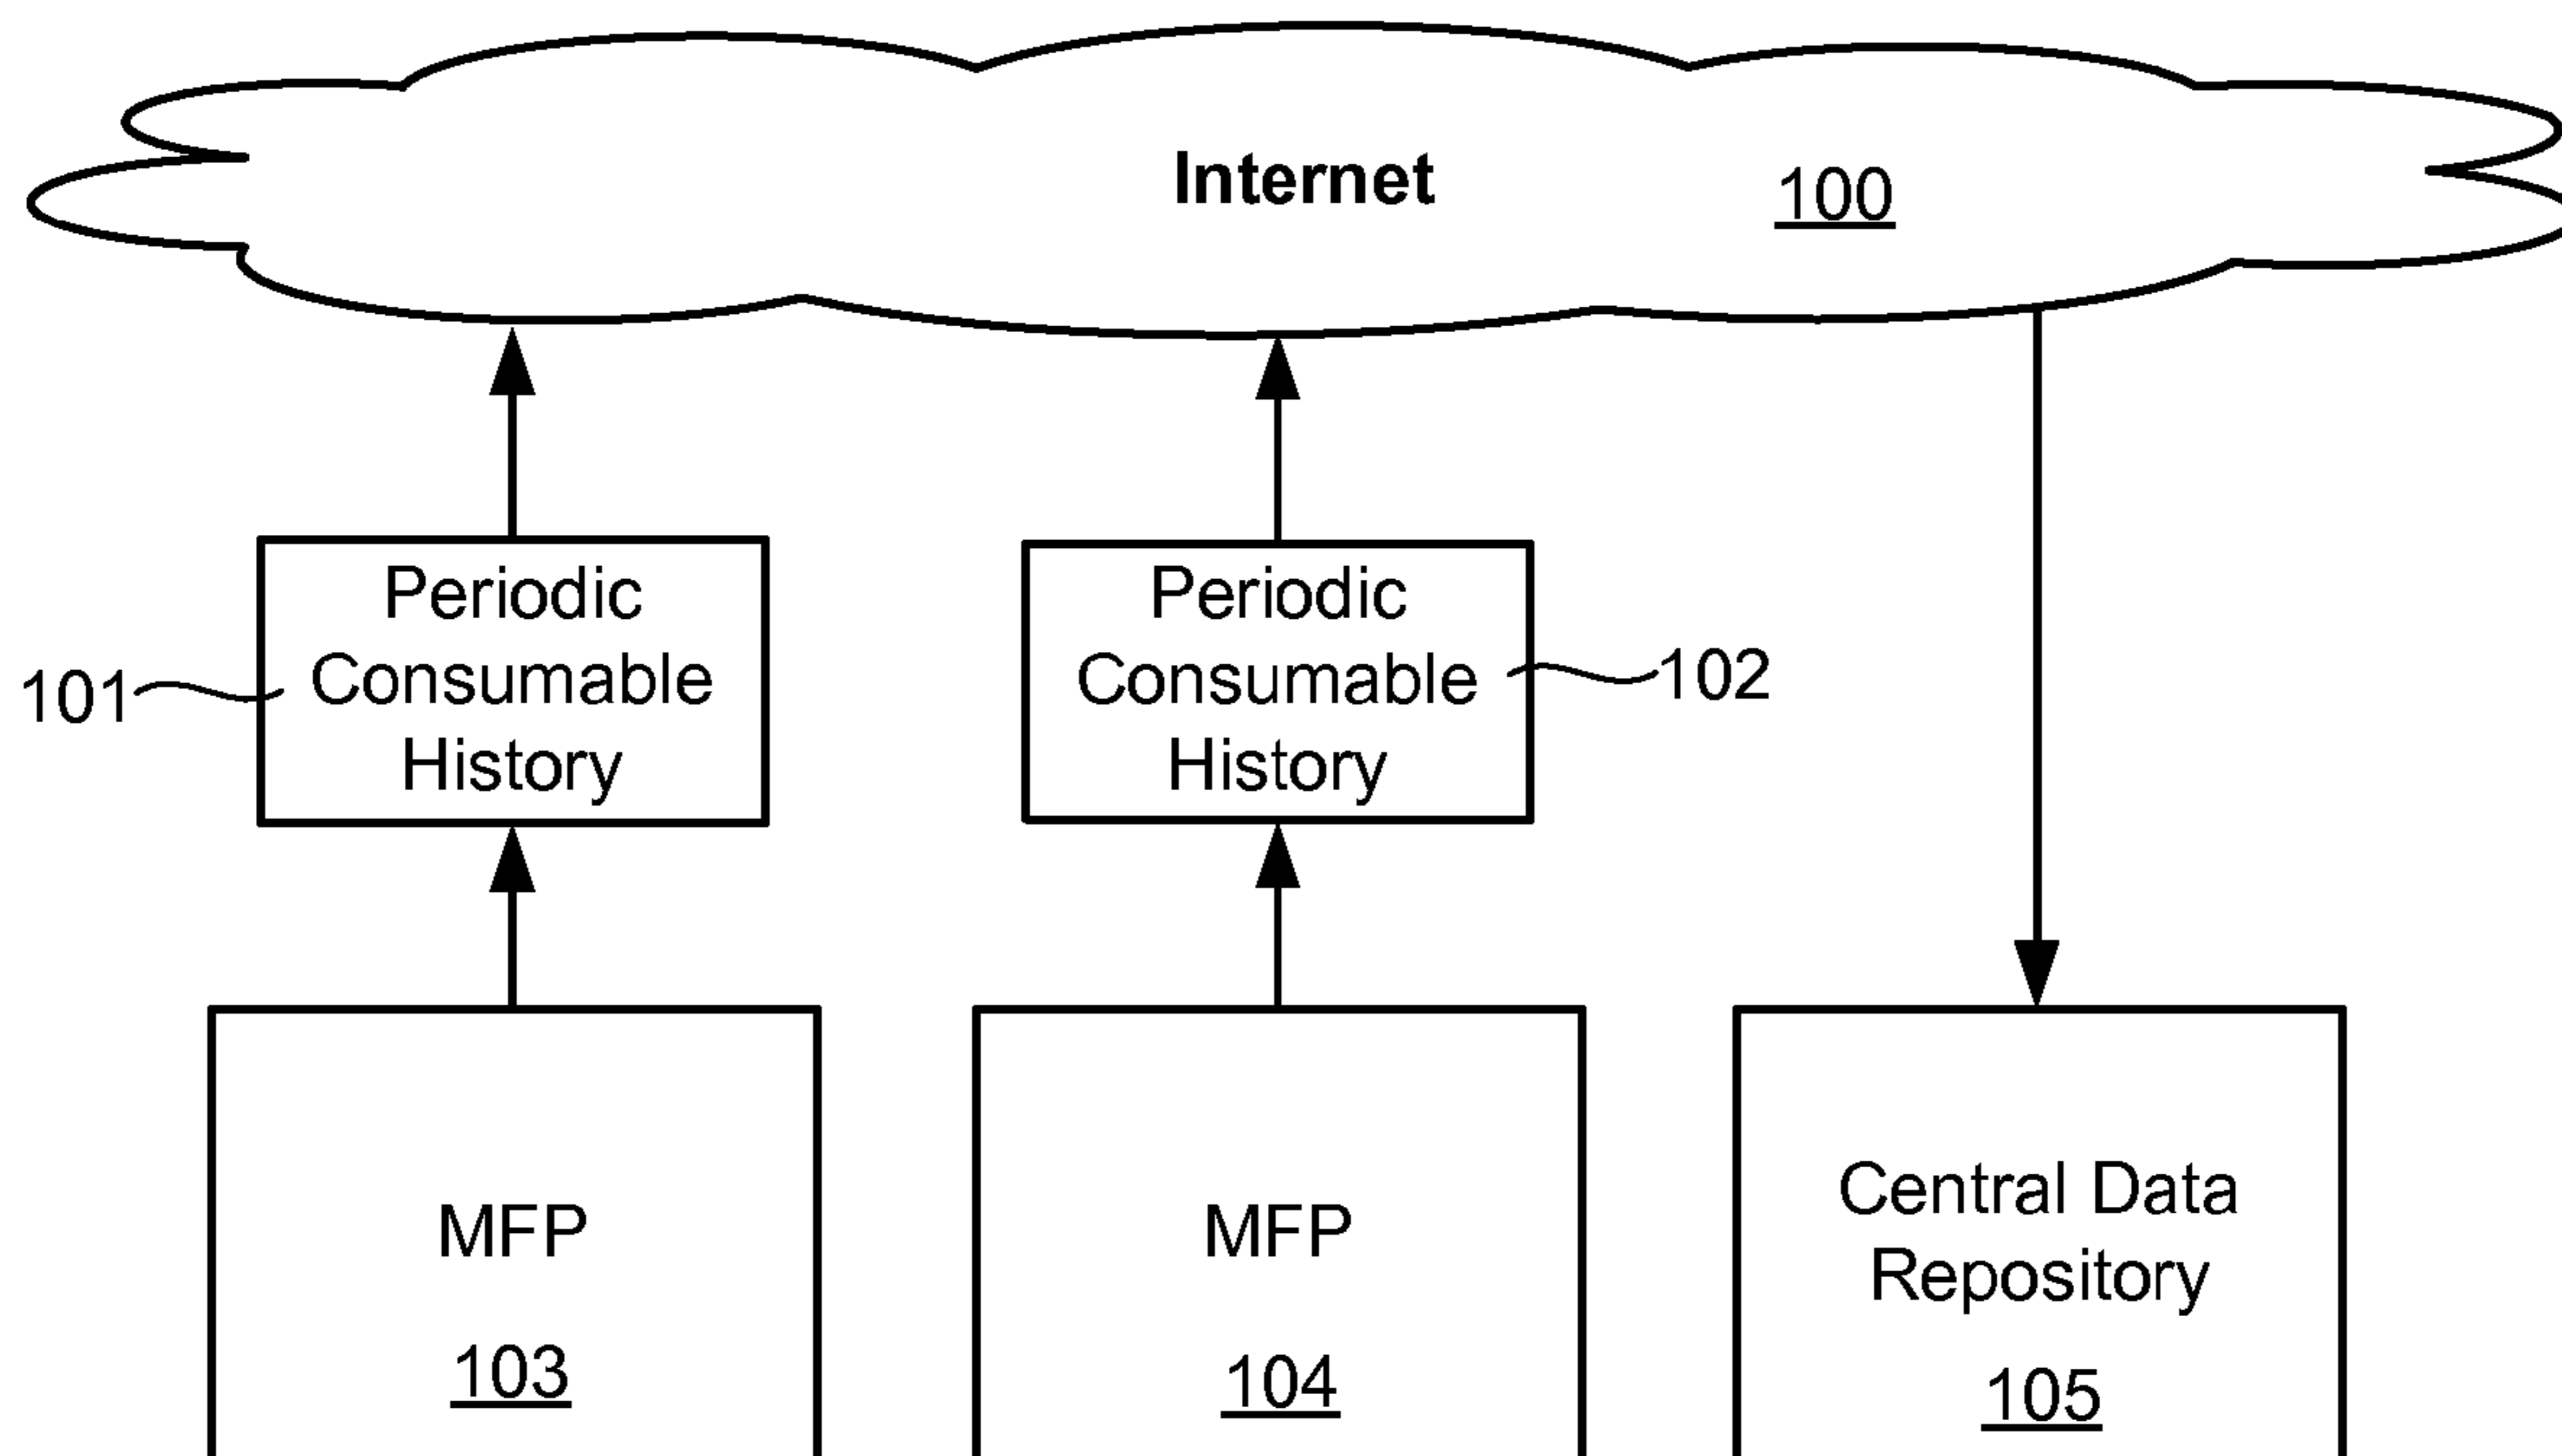 Internet
100
Periodic
Consumable
History
101
Periodic
Consumable
History
102
MFP
103
MFP
104
Central Data
Repository
105